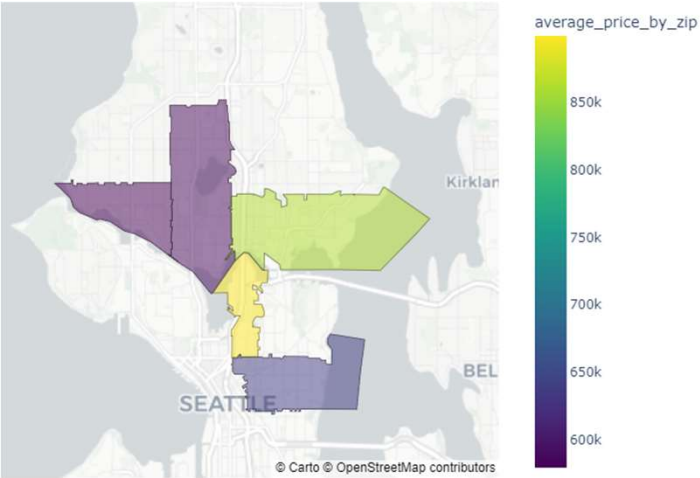 average_price_by_zip
850k
800k
750k
700k
650k
600k
Kirklan
BEL
SEATTLE
© Carto © OpenStreetMap contributors